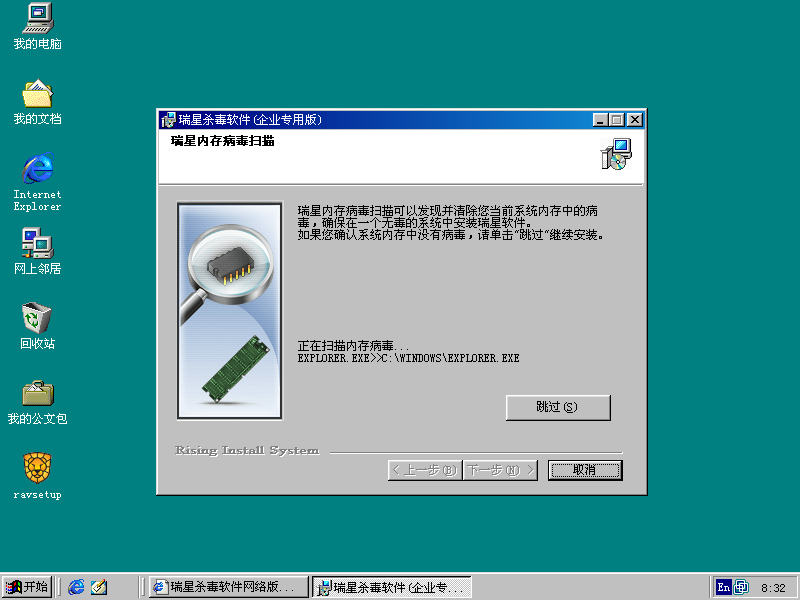 我的电脑
我的文档
Internet
Explorer
网上邻居
回收站
我的公文包
ravsetup
瑞星杀毒软件(企业专用版)
瑞星内存病毒扫描
瑞星内存病毒扫描可以发现并清除您当前系统内存中的病
毒，确保在一个无毒的系统中安装瑞星软件。
如果您确认系统内存中没有病毒，请单击“跳过”继续安装。
正在扫描内存病毒...
EXPLORER.EXE>>C:\WINDOWS\EXPLORER.EXE
跳过(S)
Rising Install System
< 上一步(B)
下一步(N) >
取消
开始
瑞星杀毒软件网络版...
瑞星杀毒软件(企业专...
En
8:32